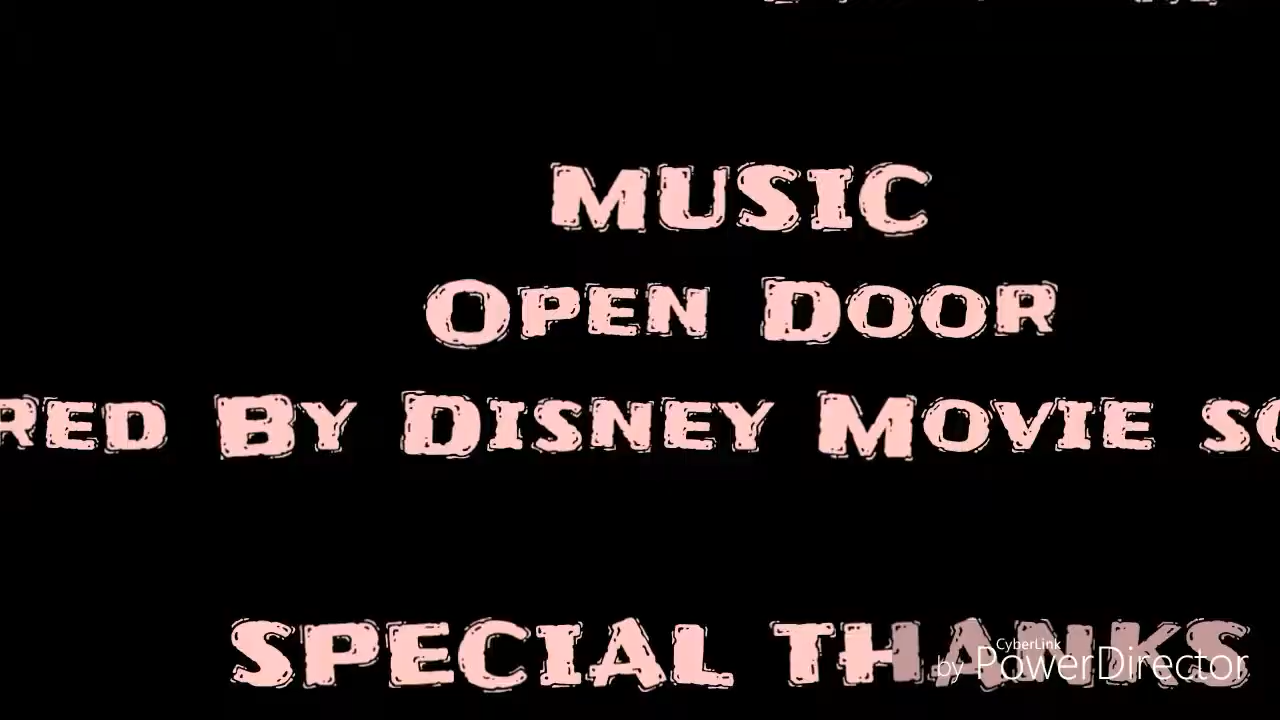 MUSIC
OPEN DOOR
RED BY DISNEY MOVIE SO
SPECIAL THANKS
CyberLink
by PowerDirector